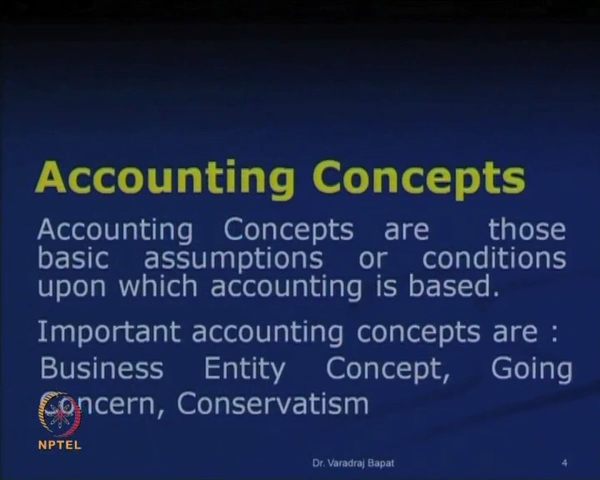 Accounting Concepts
Accounting Concepts are those
basic assumptions or conditions
upon which accounting is based.
Important accounting concepts are :
Business Entity Concept, Going
Concern, Conservatism
NPTEL
Dr. Varadraj Bapat
4